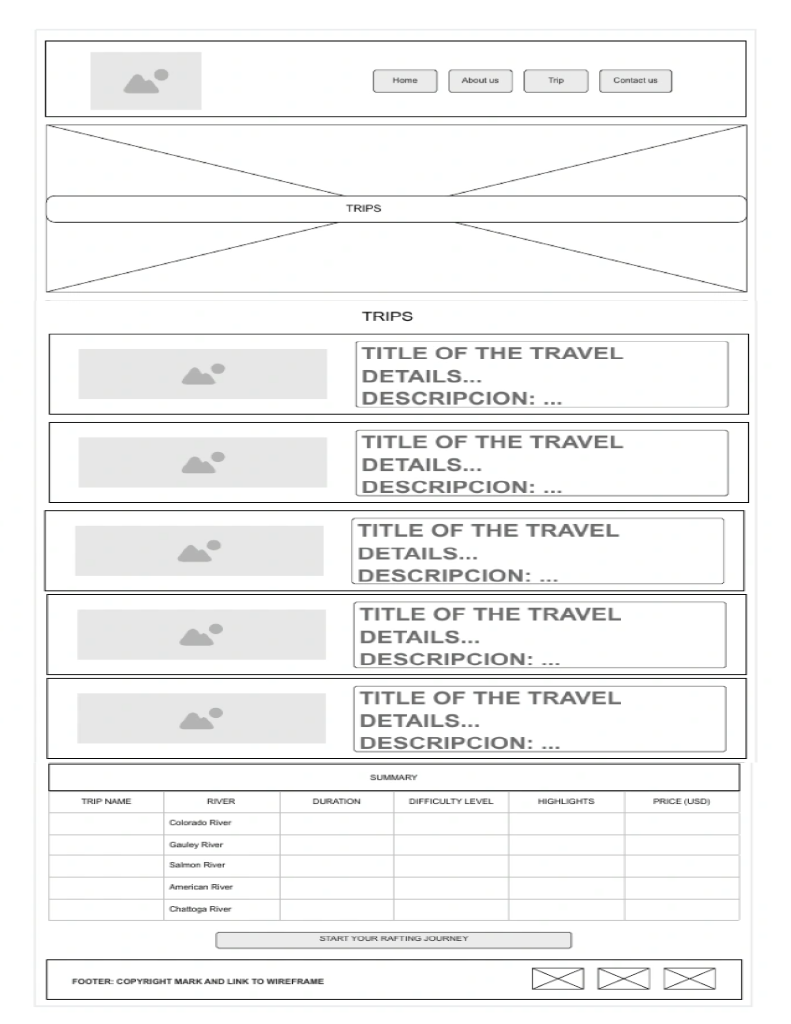 Home About us Trip Contact us
TRIPS
TRIPS
TITLE OF THE TRAVEL
DETAILS...
DESCRIPCION: ...
TITLE OF THE TRAVEL
DETAILS...
DESCRIPCION: ...
TITLE OF THE TRAVEL
DETAILS...
DESCRIPCION: ...
TITLE OF THE TRAVEL
DETAILS...
DESCRIPCION: ...
TITLE OF THE TRAVEL
DETAILS...
DESCRIPCION: ...
SUMMARY
TRIP NAME RIVER DURATION DIFFICULTY LEVEL HIGHLIGHTS PRICE (USD)
Colorado River
Gauley River
Salmon River
American River
Chattoga River
START YOUR RAFTING JOURNEY
FOOTER: COPYRIGHT MARK AND LINK TO WIREFRAME